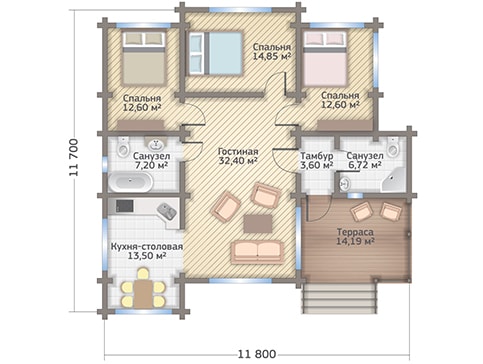 Спальня
14,85 м²
Спальня
12,60 м²
Спальня
12,60 м²
Санузел
7,20 м²
Гостиная
32,40 м²
Тамбур
3,60 м²
Санузел
6,72 м²
Кухня-столовая
13,50 м²
Терраса
14,19 м²
11 700
11 800